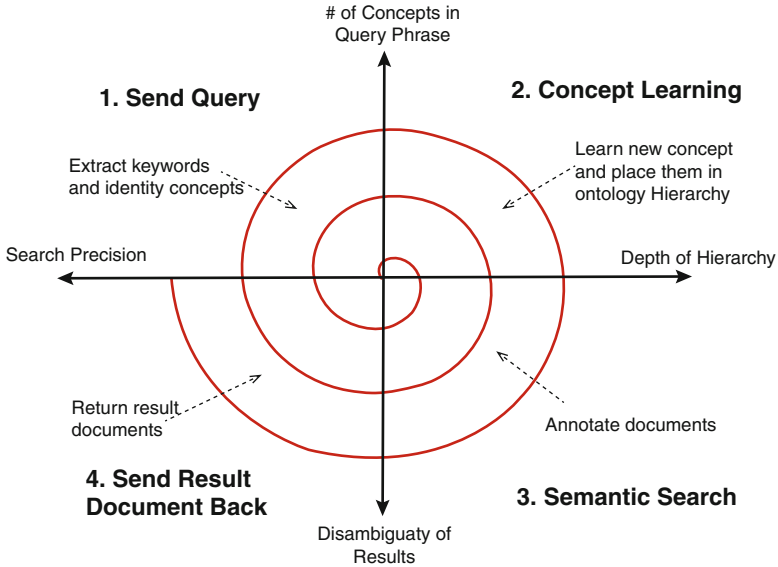 # of Concepts in
Query Phrase
1. Send Query
2. Concept Learning
Extract keywords
and identity concepts
Learn new concept
and place them in
ontology Hierarchy
Search Precision
Depth of Hierarchy
Return result
documents
Annotate documents
4. Send Result
Document Back
3. Semantic Search
Disambiguaty of
Results